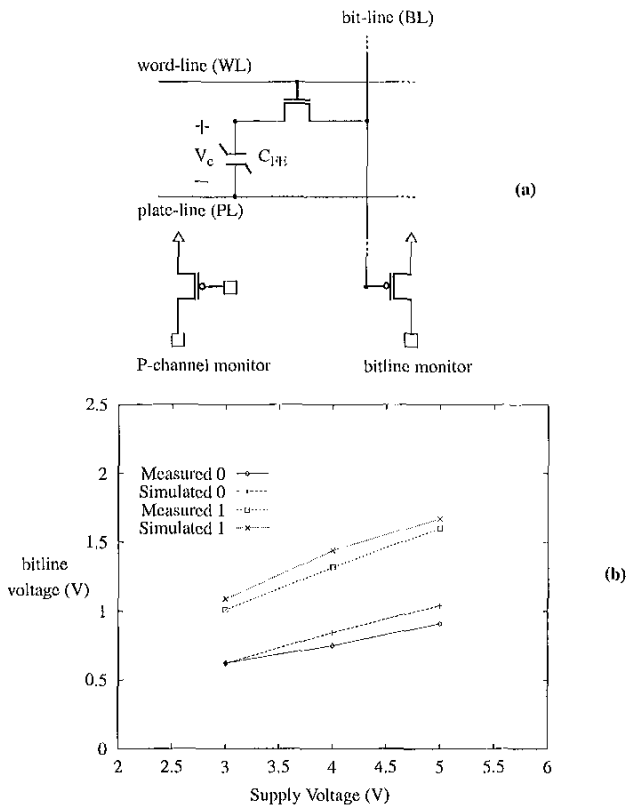 bit-line (BL)
word-line (WL)
+
V_c C_FE
−
(a)
plate-line (PL)
P-channel monitor bitline monitor
2.5
2
1.5
1
0.5
0
Measured 0
Simulated 0
Measured 1
Simulated 1
bitline
voltage (V)
(b)
2 2.5 3 3.5 4 4.5 5 5.5 6
Supply Voltage (V)